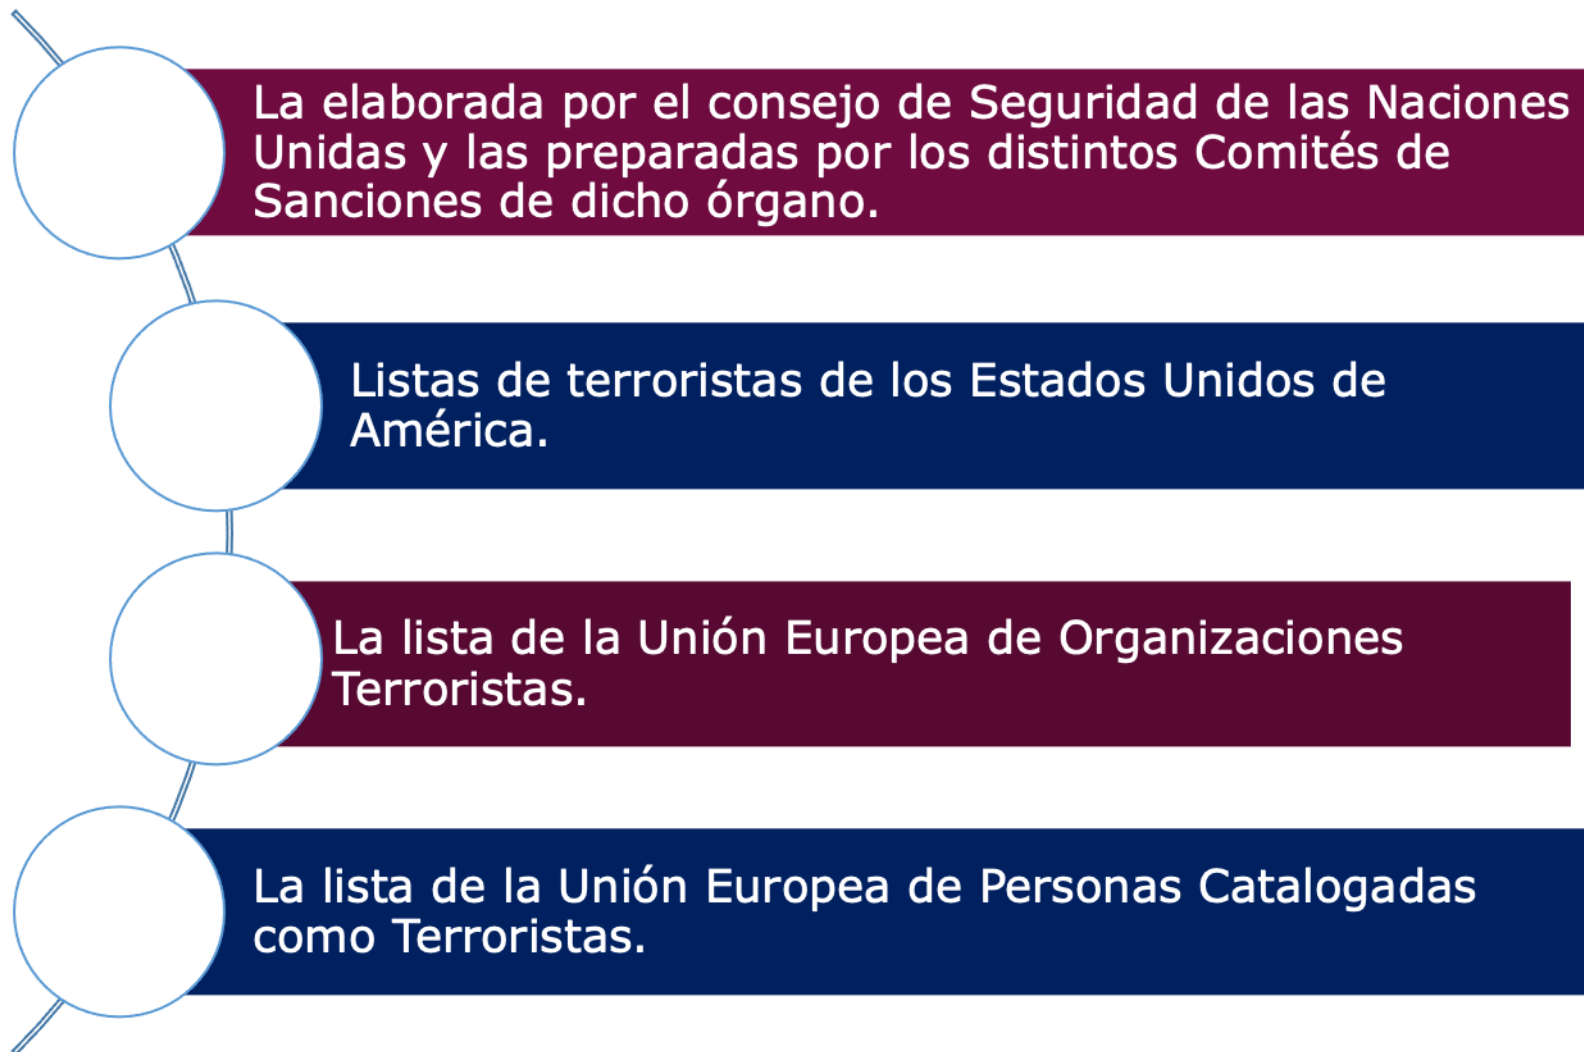 La elaborada por el consejo de Seguridad de las Naciones
Unidas y las preparadas por los distintos Comités de
Sanciones de dicho órgano.
Listas de terroristas de los Estados Unidos de
América.
La lista de la Unión Europea de Organizaciones
Terroristas.
La lista de la Unión Europea de Personas Catalogadas
como Terroristas.